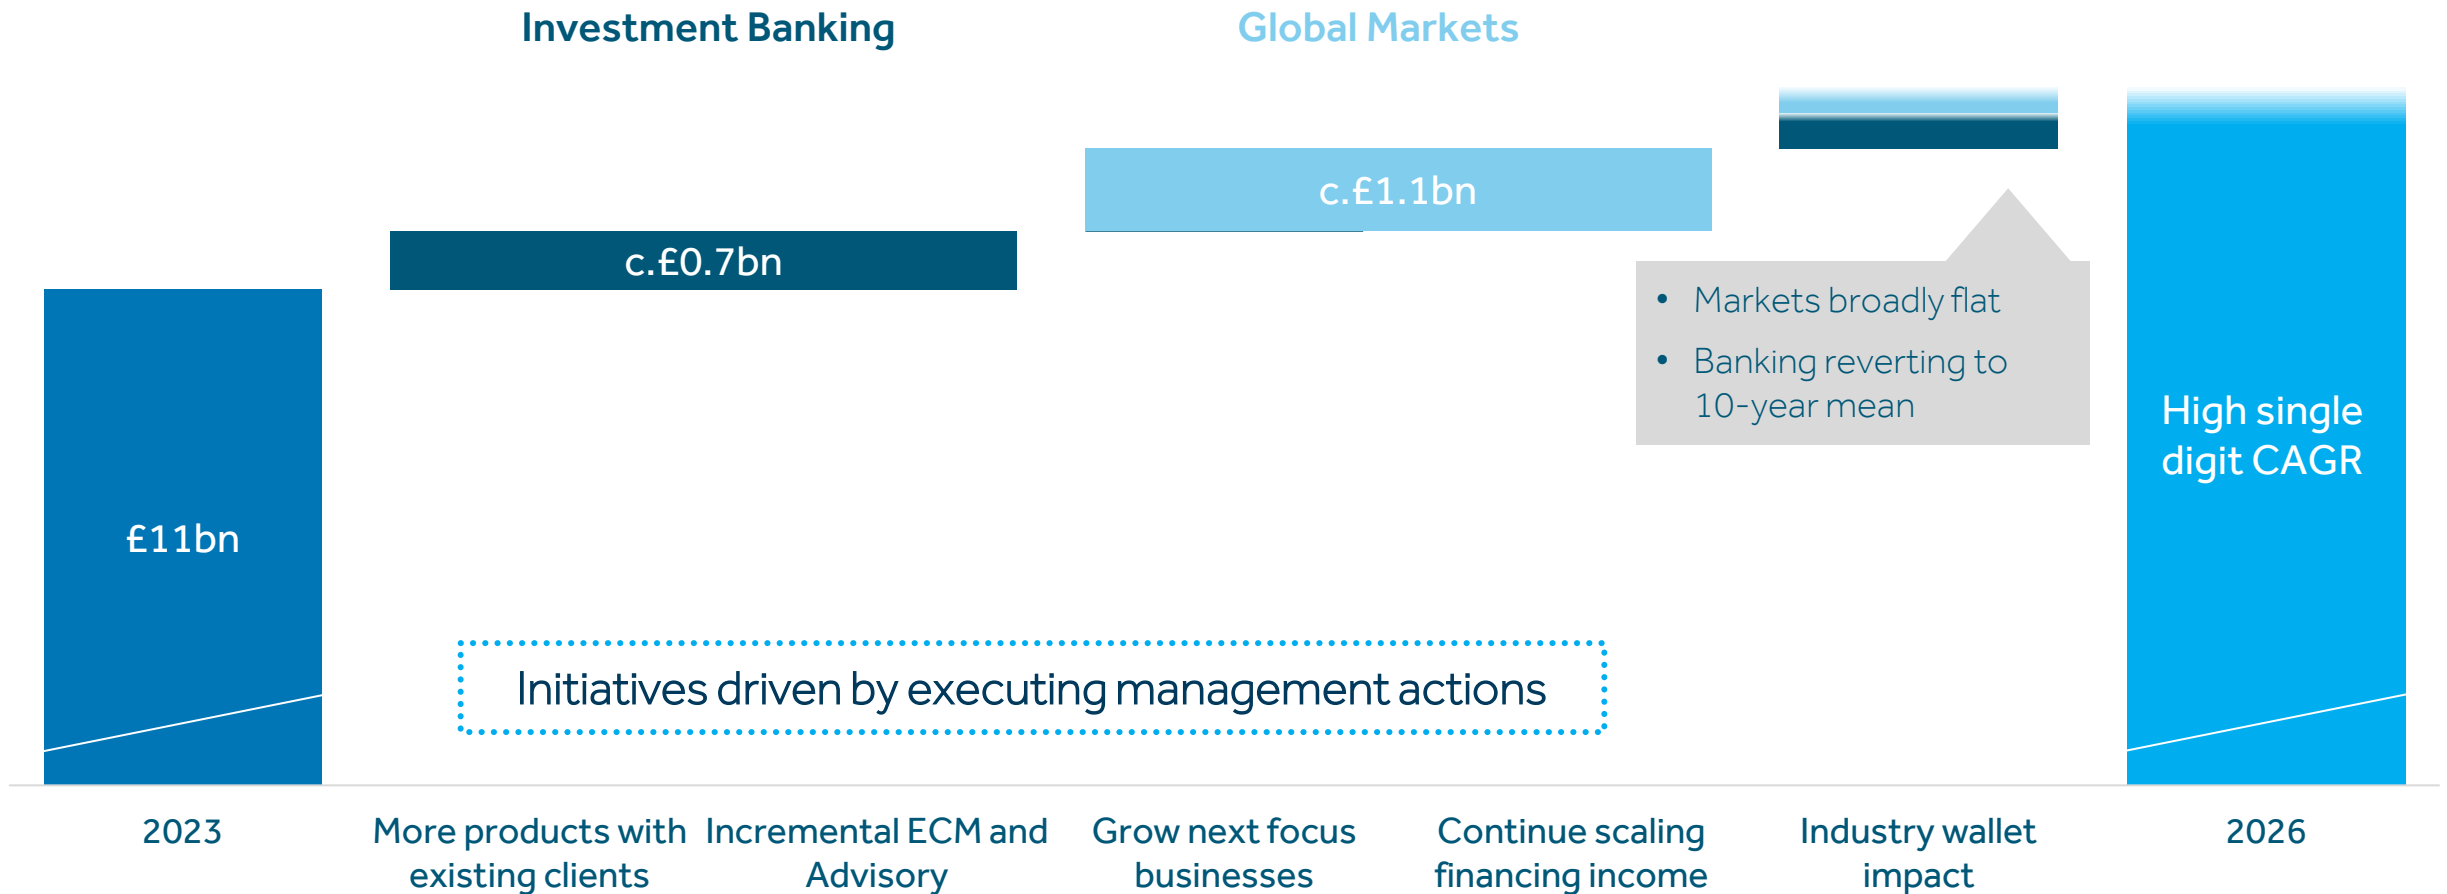 Investment Banking
Global Markets
c.£1.1bn
c.£0.7bn
• Markets broadly flat
• Banking reverting to
10-year mean
£11bn
High single
digit CAGR
Initiatives driven by executing management actions
2023
More products with
existing clients
Incremental ECM and
Advisory
Grow next focus
businesses
Continue scaling
financing income
Industry wallet
impact
2026